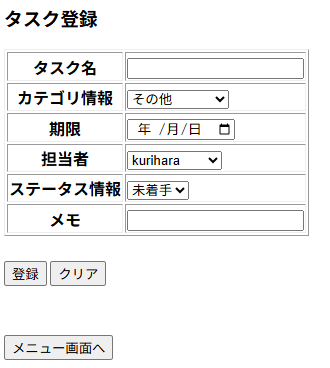 タスク登録
タスク名
カテゴリ情報 その他
期限 年 /月/日
担当者 kurihara
ステータス情報 未着手
メモ
登録 クリア
メニュー画面へ